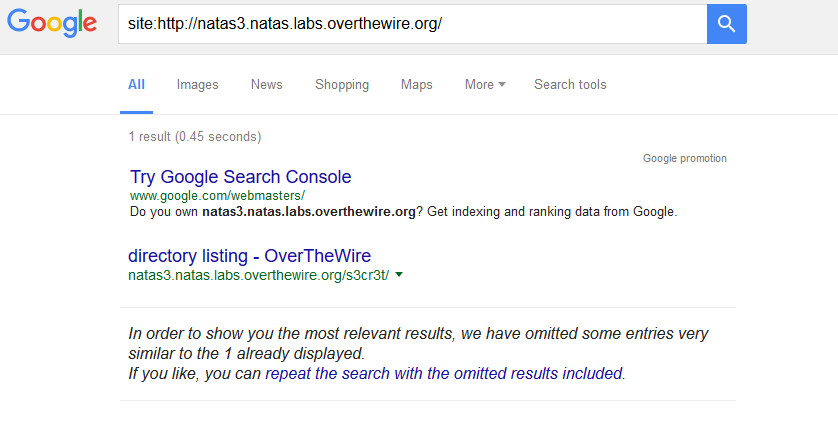 Google
site:http://natas3.natas.labs.overthewire.org/
All Images News Shopping Maps More Search tools
1 result (0.45 seconds)
Google promotion
Try Google Search Console
www.google.com/webmasters/
Do you own natas3.natas.labs.overthewire.org? Get indexing and ranking data from Google.
directory listing - OverTheWire
natas3.natas.labs.overthewire.org/s3cr3t/
In order to show you the most relevant results, we have omitted some entries very
similar to the 1 already displayed.
If you like, you can repeat the search with the omitted results included.